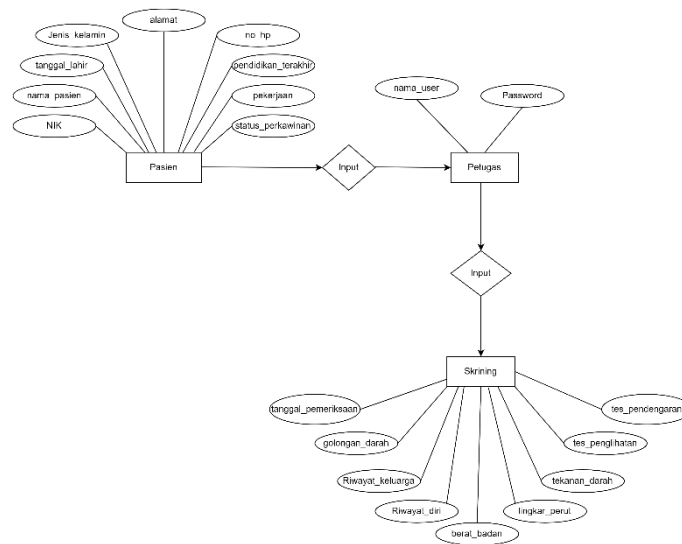 alamat
Jenis_kelamin
no_hp
tanggal_lahir
pendidikan_terakhir
nama_pasien
pekerjaan
NIK
status_perkawinan
Pasien
Input
nama_user
Password
Petugas
Input
Skrining
tanggal_pemeriksaan
tes_pendengaran
golongan_darah
tes_penglihatan
Riwayat_keluarga
tekanan_darah
Riwayat_diri
lingkar_perut
berat_badan